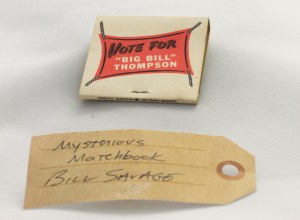 VOTE FOR
"BIG BILL"
THOMPSON
Mysterious
Matchbook
Bill Savage